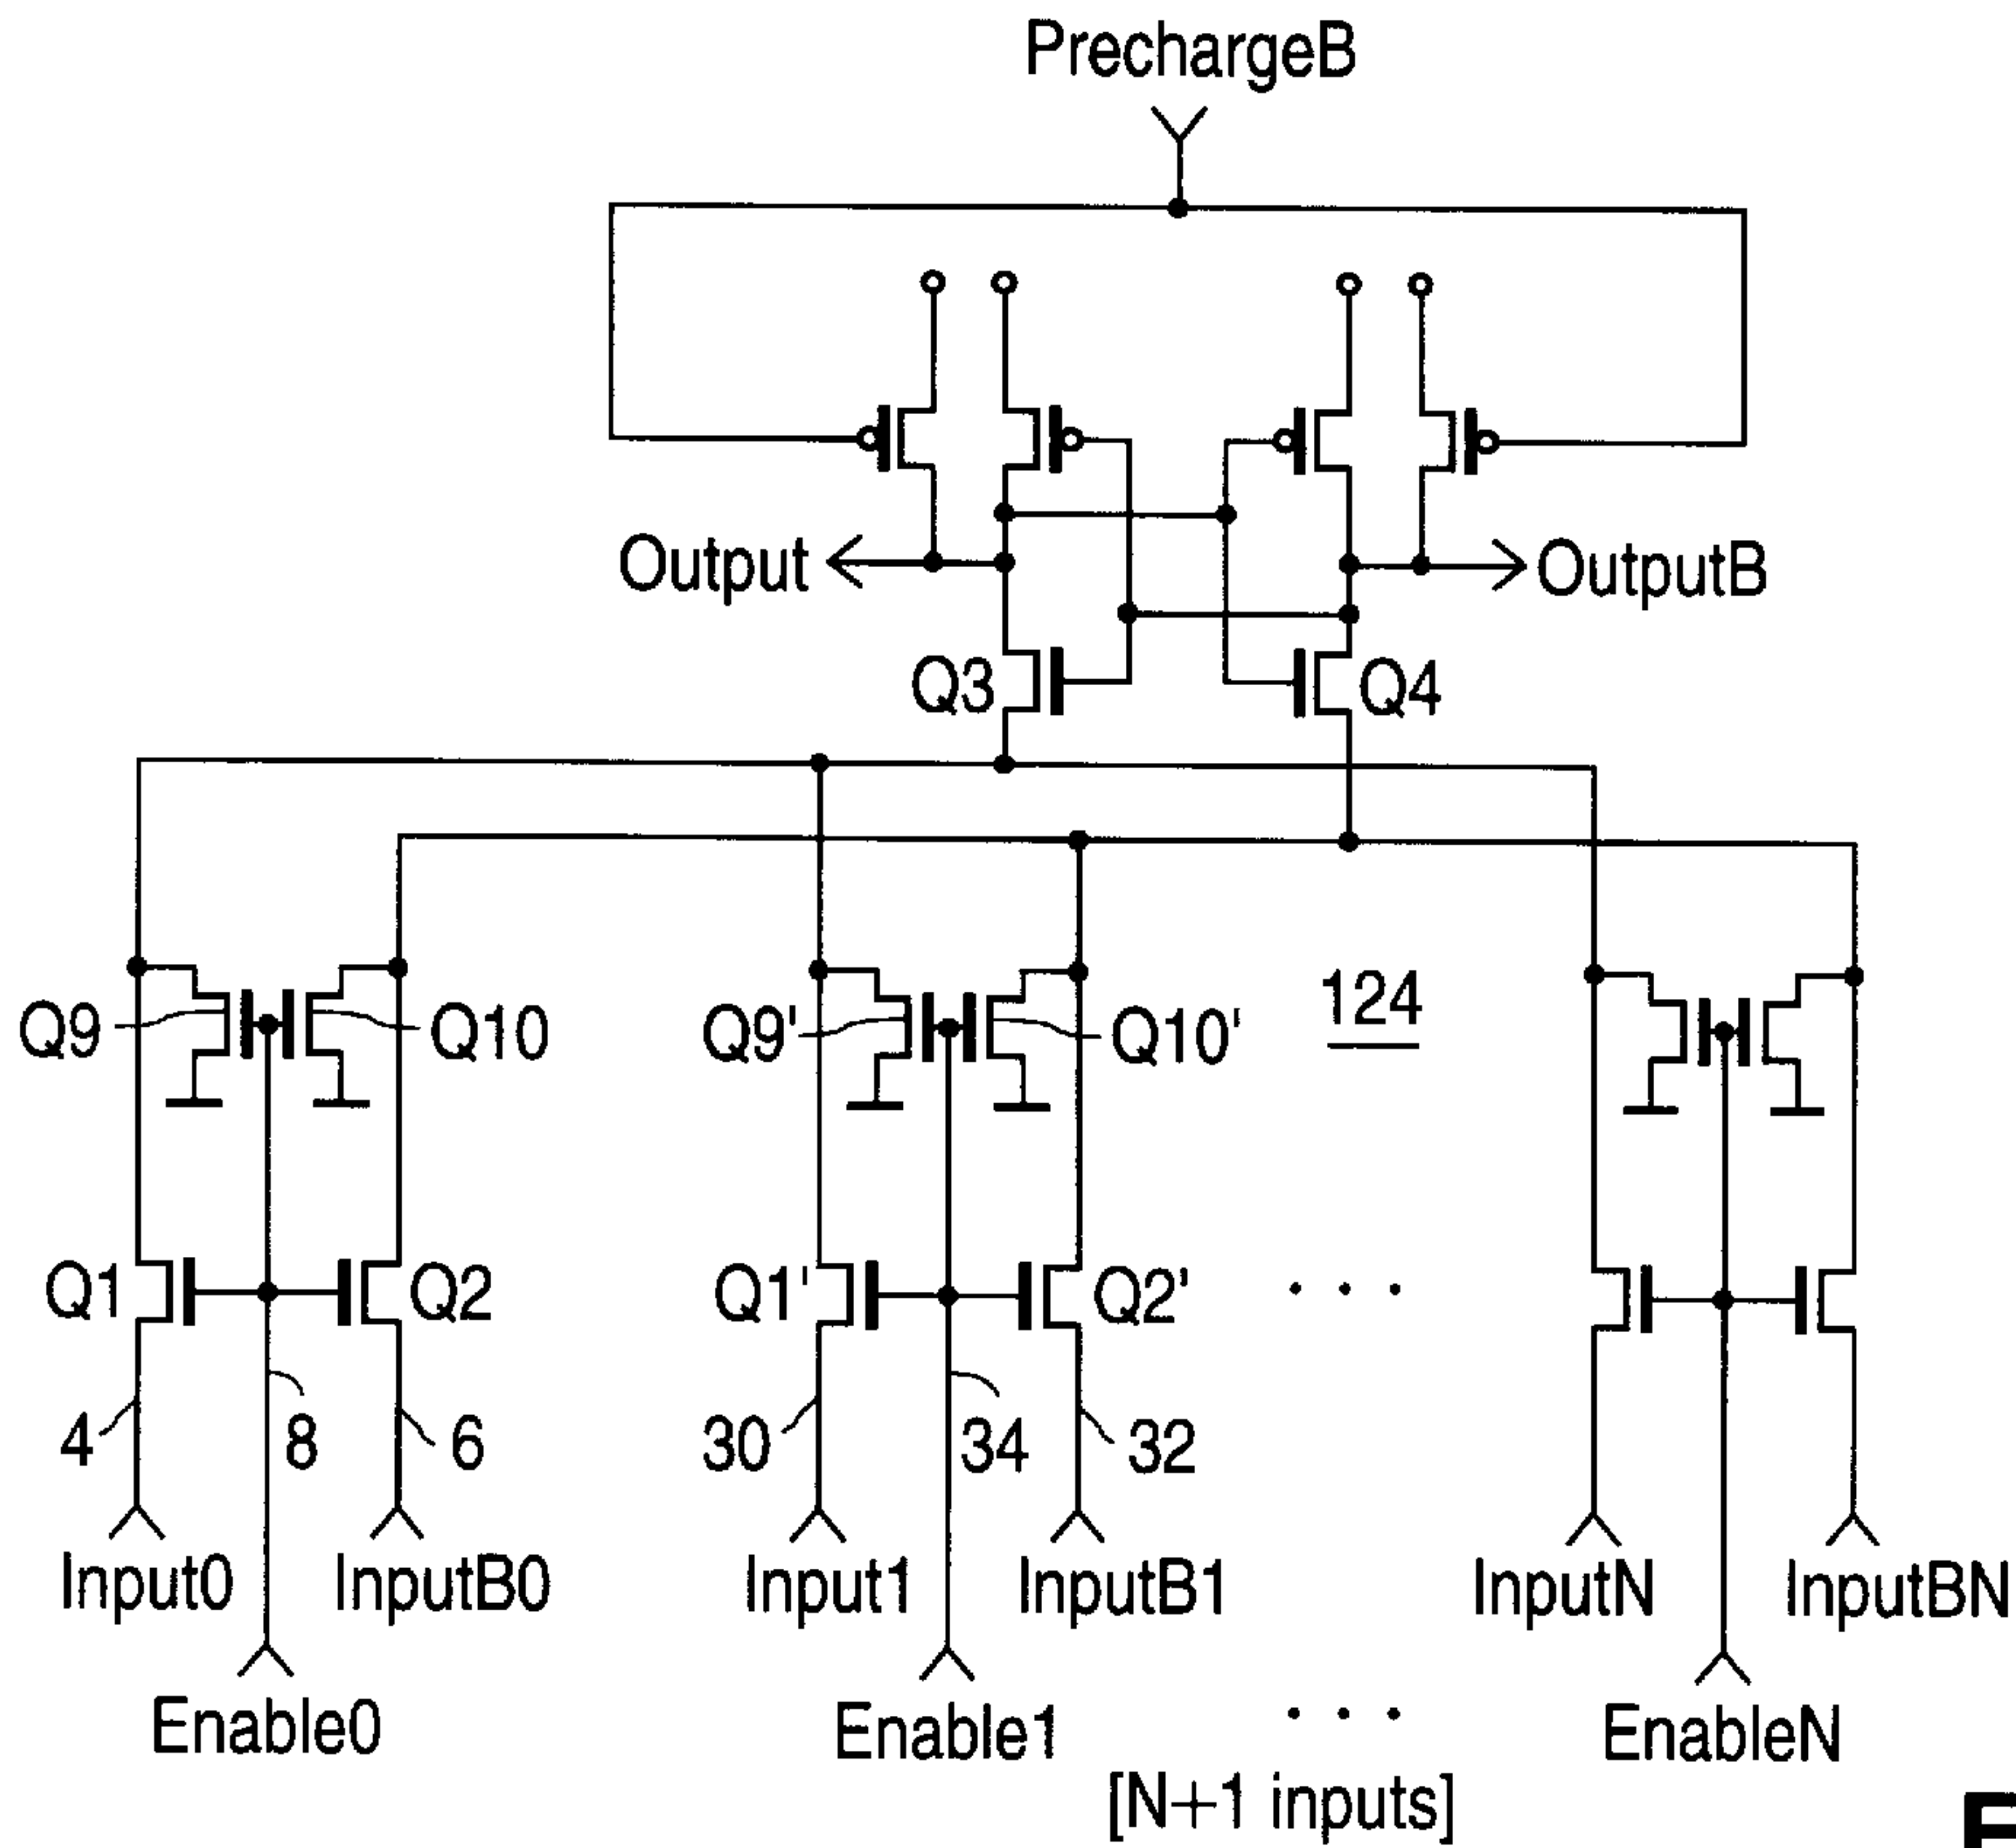 PrechargeB
Output
OutputB
Q3
Q4
Q9
Q10
Q9'
Q10'
124
Q1
Q2
Q1'
Q2'
. . .
4
8
6
30
34
32
Input0
InputB0
Input1
InputB1
InputN
InputBN
Enable0
Enable1
. . .
EnableN
[N+1 inputs]